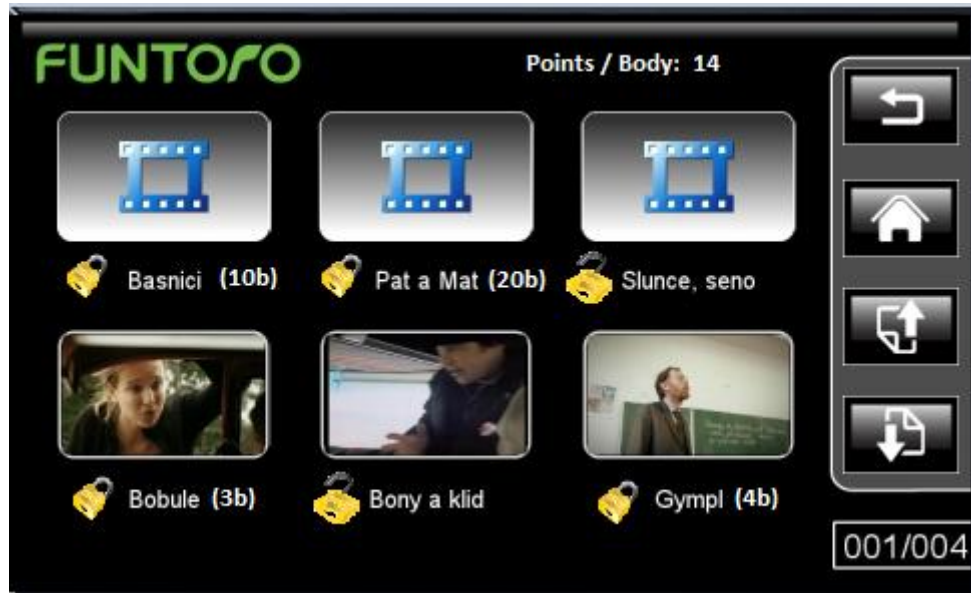 FUNTORO
Points / Body: 14
Basnici (10b)
Pat a Mat (20b)
Slunce, seno
Bobule (3b)
Bony a klid
Gympl (4b)
001/004